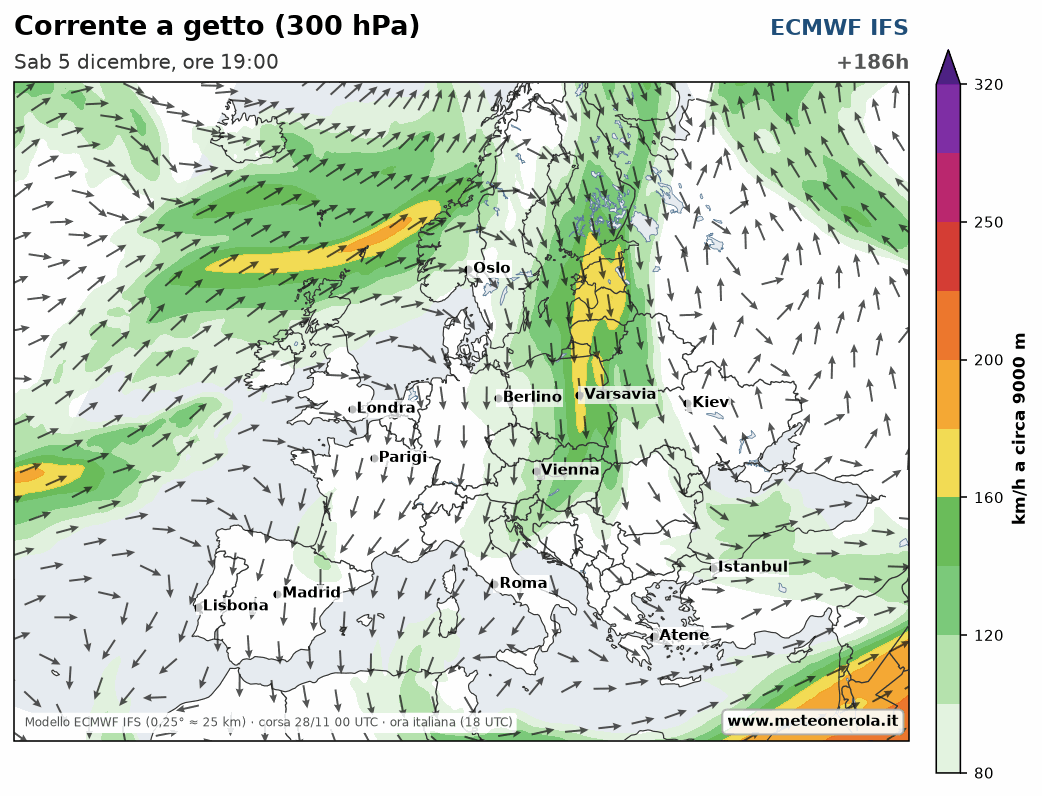 Corrente a getto (300 hPa)
ECMWF IFS
Sab 5 dicembre, ore 19:00
+186h
320
250
200
160
120
80
km/h a circa 9000 m
Oslo
Berlino
Varsavia
Kiev
Londra
Parigi
Vienna
Istanbul
Roma
Madrid
Lisbona
Atene
Modello ECMWF IFS (0,25° ≈ 25 km) · corsa 28/11 00 UTC · ora italiana (18 UTC)
www.meteonerola.it